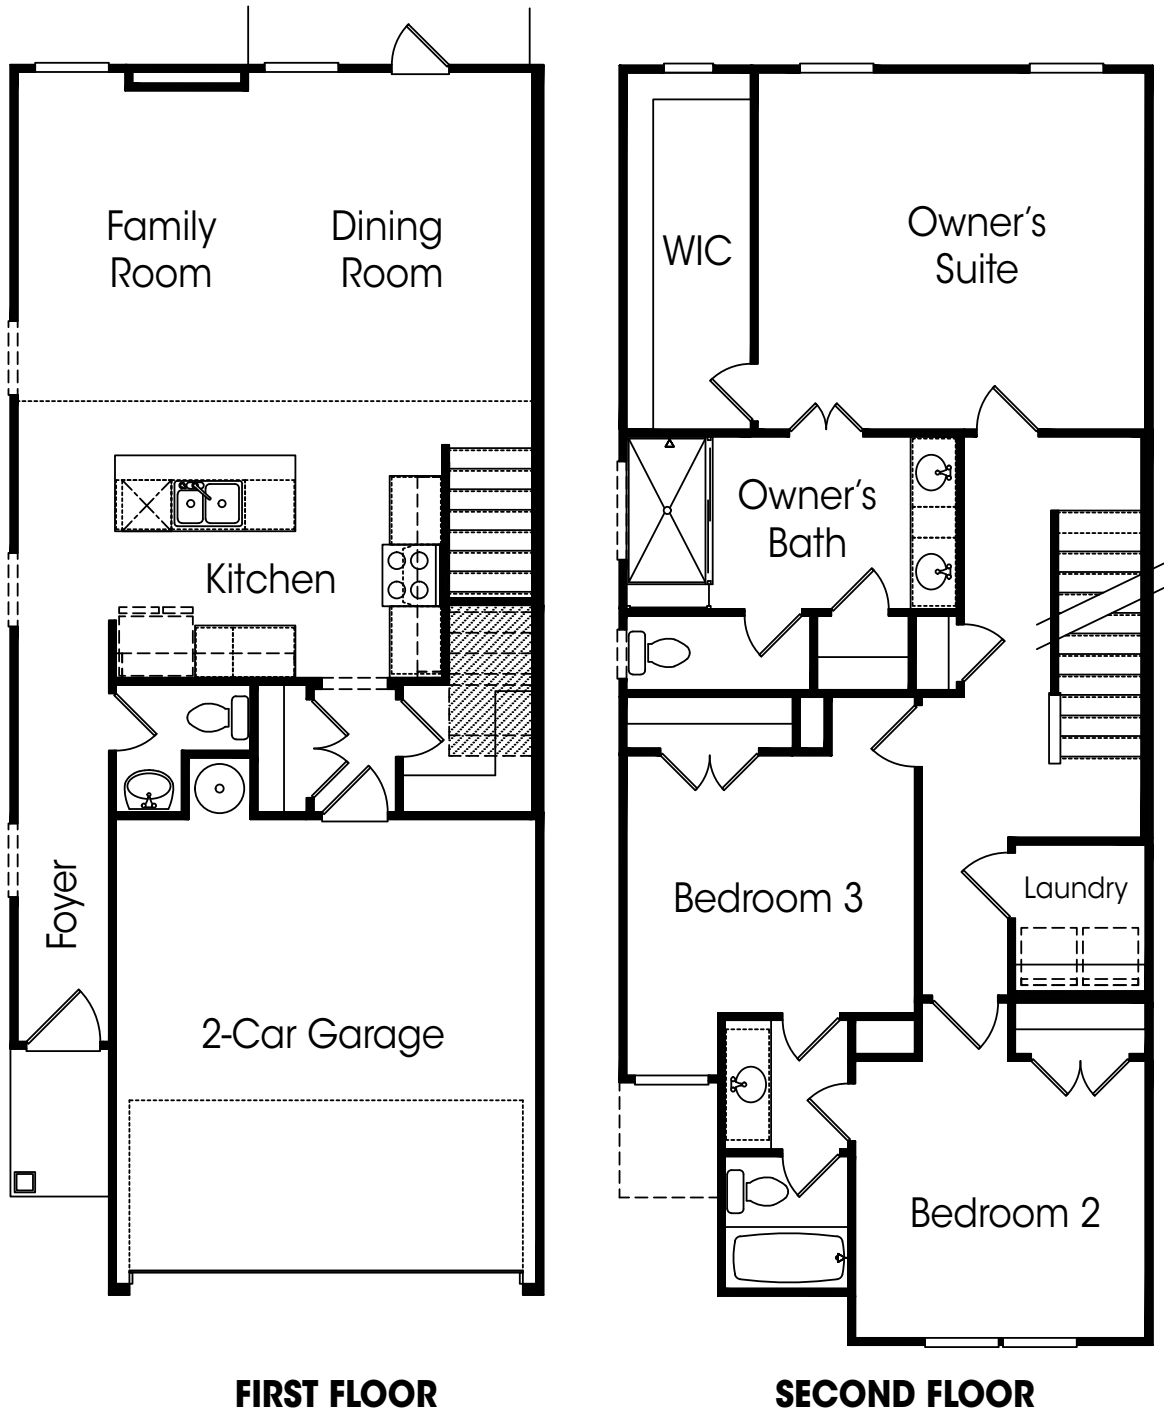 Family
Room
Dining
Room
Kitchen
Foyer
2-Car Garage
FIRST FLOOR
WIC
Owner's
Suite
Owner's
Bath
Bedroom 3
Laundry
Bedroom 2
SECOND FLOOR